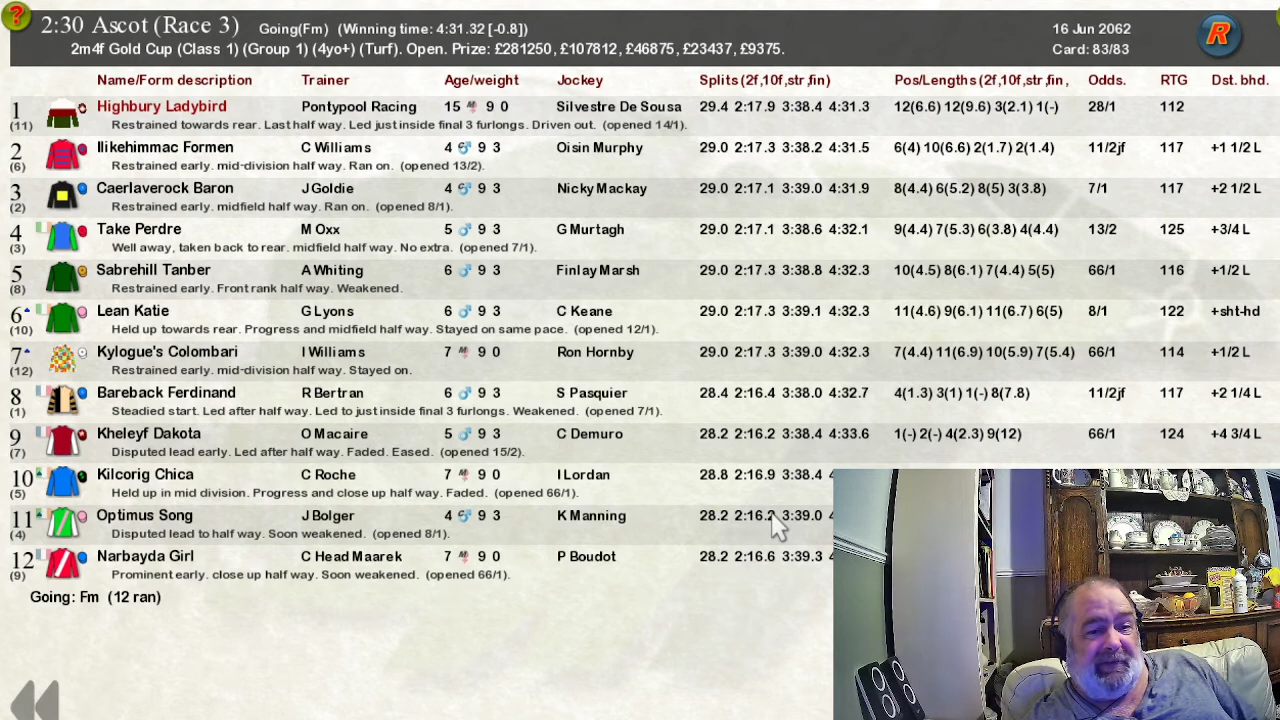 2:30 Ascot (Race 3) Going(Fm) (Winning time: 4:31.32 [-0.8]) 16 Jun 2062
2m4f Gold Cup (Class 1) (Group 1) (4yo+) (Turf). Open. Prize: £281250, £107812, £46875, £23437, £9375. Card: 83/83
R
?
Name/Form description Trainer Age/weight Jockey Splits (2f,10f,str,fin) Pos/Lengths (2f,10f,str,fin, Odds. RTG Dst. bhd.
1 Highbury Ladybird Pontypool Racing 15 9 0 Silvestre De Sousa 29.4 2:17.9 3:38.4 4:31.3 12(6.6) 12(9.6) 3(2.1) 1(-) 28/1 112
(11) Restrained towards rear. Last half way. Led just inside final 3 furlongs. Driven out. (opened 14/1).
2 Ilikehimmac Formen C Williams 4 9 3 Oisin Murphy 29.0 2:17.3 3:38.2 4:31.5 6(4) 10(6.6) 2(1.7) 2(1.4) 11/2jf 117 +1 1/2 L
(6) Restrained early. mid-division half way. Ran on. (opened 13/2).
3 Caerlaverock Baron J Goldie 4 9 3 Nicky Mackay 29.0 2:17.1 3:39.0 4:31.9 8(4.4) 6(5.2) 8(5) 3(3.8) 7/1 117 +2 1/2 L
(2) Restrained early. midfield half way. Ran on. (opened 8/1).
4 Take Perdre M Oxx 5 9 3 G Murtagh 29.0 2:17.1 3:38.6 4:32.1 9(4.4) 7(5.3) 6(3.8) 4(4.4) 13/2 125 +3/4 L
(3) Well away, taken back to rear. midfield half way. No extra. (opened 7/1).
5 Sabrehill Tanber A Whiting 6 9 3 Finlay Marsh 29.0 2:17.3 3:38.8 4:32.3 10(4.5) 8(6.1) 7(4.4) 5(5) 66/1 116 +1/2 L
(8) Restrained early. Front rank half way. Weakened.
6 Lean Katie G Lyons 6 9 3 C Keane 29.0 2:17.3 3:39.1 4:32.3 11(4.6) 9(6.1) 11(6.7) 6(5) 8/1 122 +sht-hd
(10) Held up towards rear. Progress and midfield half way. Stayed on same pace. (opened 12/1).
7 Kylogue's Colombari I Williams 7 9 0 Ron Hornby 29.0 2:17.3 3:39.0 4:32.3 7(4.4) 11(6.9) 10(5.9) 7(5.4) 66/1 114 +1/2 L
(12) Restrained early. mid-division half way. Stayed on.
8 Bareback Ferdinand R Bertran 6 9 3 S Pasquier 28.4 2:16.4 3:38.0 4:32.7 4(1.3) 3(1) 1(-) 8(7.8) 11/2jf 117 +2 1/4 L
(1) Steadied start. Led after half way. Led to just inside final 3 furlongs. Weakened. (opened 7/1).
9 Kheleyf Dakota O Macaire 5 9 3 C Demuro 28.2 2:16.2 3:38.4 4:33.6 1(-) 2(-) 4(2.3) 9(12) 66/1 124 +4 3/4 L
(7) Disputed lead early. Led after half way. Faded. Eased. (opened 15/2).
10 Kilcorig Chica C Roche 7 9 0 I Lordan 28.8 2:16.9 3:38.4
(5) Held up in mid division. Progress and close up half way. Faded. (opened 66/1).
11 Optimus Song J Bolger 4 9 3 K Manning 28.2 2:16.2 3:39.0
(4) Disputed lead to half way. Soon weakened. (opened 8/1).
12 Narbayda Girl C Head Maarek 7 9 0 P Boudot 28.2 2:16.6 3:39.3
(9) Prominent early. close up half way. Soon weakened. (opened 66/1).
Going: Fm (12 ran)